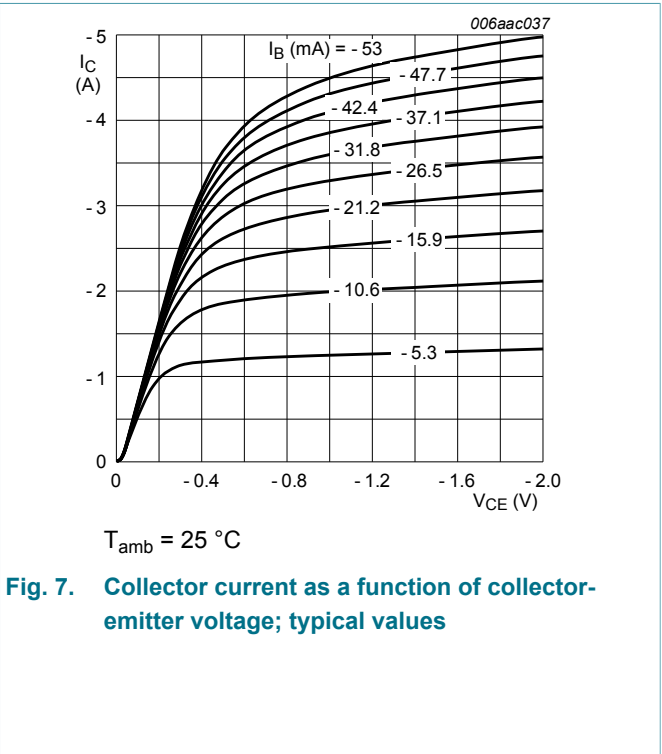 006aac037
- 5
I_C
(A)
- 4
- 3
- 2
- 1
0
I_B (mA) = - 53
- 47.7
- 42.4
- 37.1
- 31.8
- 26.5
- 21.2
- 15.9
- 10.6
- 5.3
0
- 0.4
- 0.8
- 1.2
- 1.6
- 2.0
V_CE (V)
T_amb = 25 °C
Fig. 7. Collector current as a function of collector-
emitter voltage; typical values